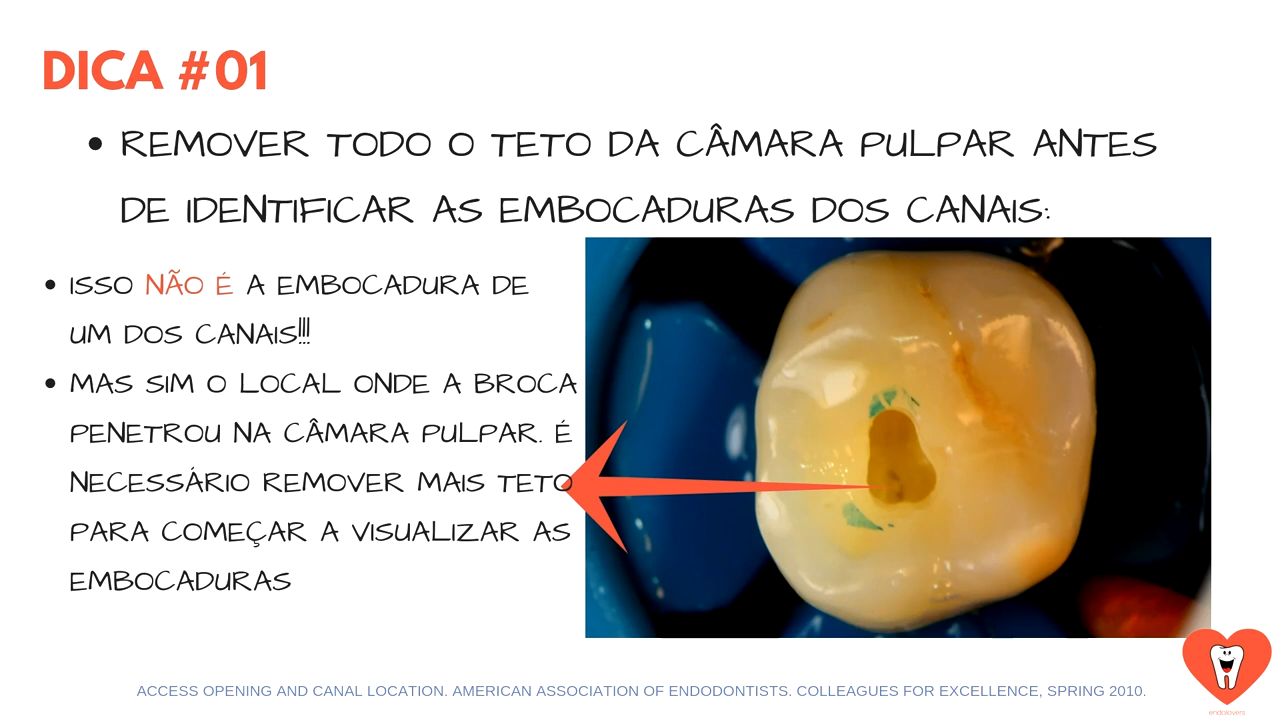 DICA #01
• REMOVER TODO O TETO DA CÂMARA PULPAR ANTES
DE IDENTIFICAR AS EMBOCADURAS DOS CANAIS:
• ISSO NÃO É A EMBOCADURA DE
UM DOS CANAIS!!!
• MAS SIM O LOCAL ONDE A BROCA
PENETROU NA CÂMARA PULPAR. É
NECESSÁRIO REMOVER MAIS TETO
PARA COMEÇAR A VISUALIZAR AS
EMBOCADURAS
ACCESS OPENING AND CANAL LOCATION. AMERICAN ASSOCIATION OF ENDODONTISTS. COLLEAGUES FOR EXCELLENCE, SPRING 2010.
endolovers